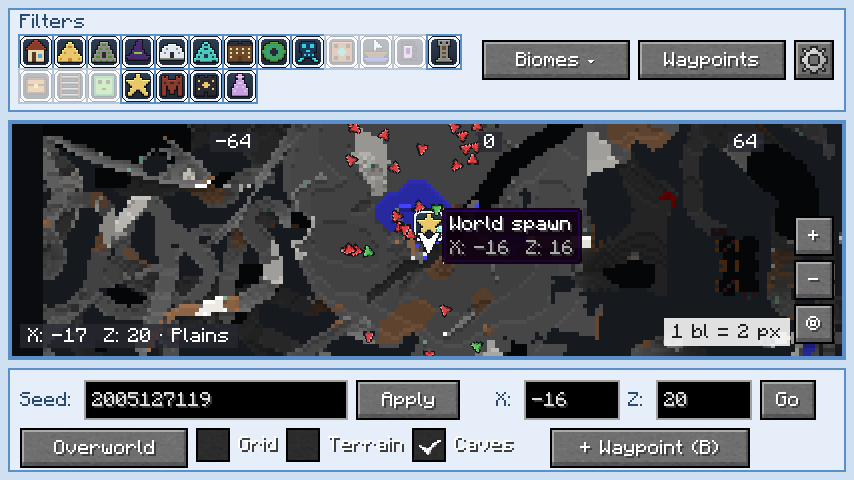 Filters
Biomes
Waypoints
-64
0
64
World spawn
X: -16 Z: 16
+
-
X: -17 Z: 20 · Plains
1 bl = 2 px
Seed: 2005127119 Apply X: -16 Z: 20 Go
Overworld Grid Terrain Caves + Waypoint (B)